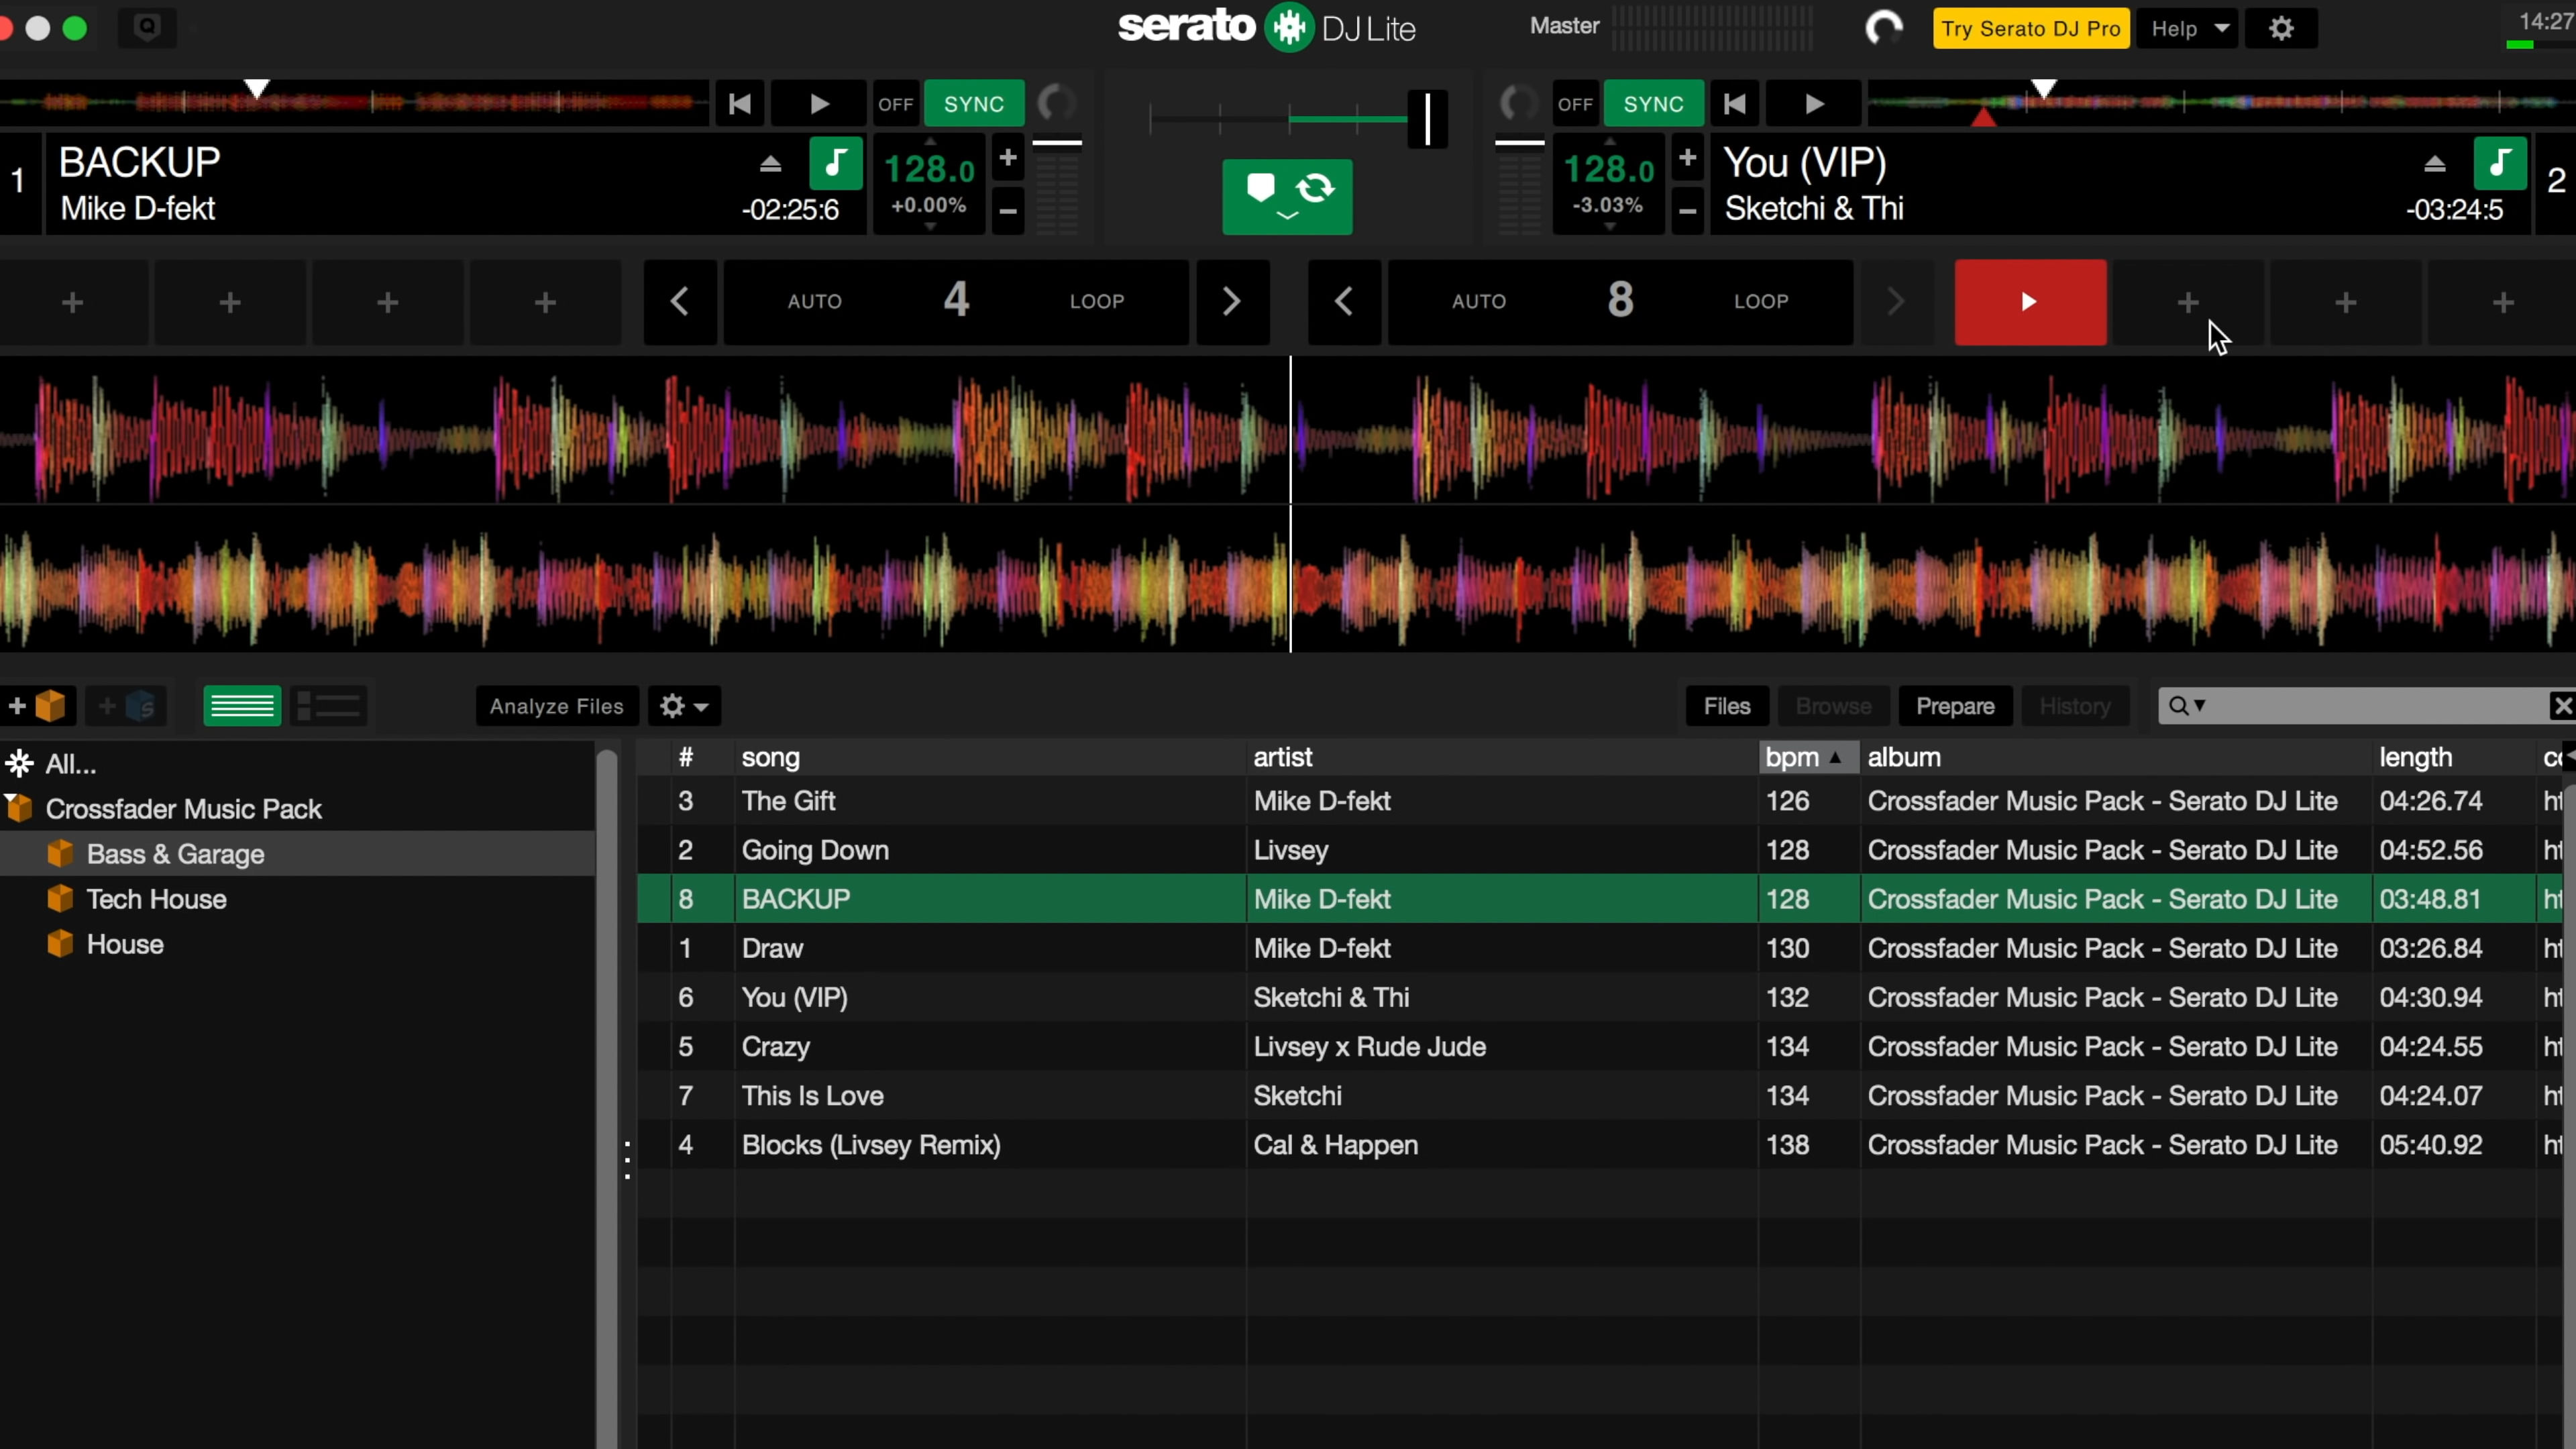 serato DJ Lite
Master
Try Serato DJ Pro
Help
14:27
OFF SYNC
OFF SYNC
1
BACKUP
Mike D-fekt
-02:25:6
128.0
+0.00%
128.0
-3.03%
You (VIP)
Sketchi & Thi
-03:24:5
2
AUTO 4 LOOP
AUTO 8 LOOP
Analyze Files
Files Browse Prepare History
All...
Crossfader Music Pack
Bass & Garage
Tech House
House
# song artist bpm album length
3 The Gift Mike D-fekt 126 Crossfader Music Pack - Serato DJ Lite 04:26.74
2 Going Down Livsey 128 Crossfader Music Pack - Serato DJ Lite 04:52.56
8 BACKUP Mike D-fekt 128 Crossfader Music Pack - Serato DJ Lite 03:48.81
1 Draw Mike D-fekt 130 Crossfader Music Pack - Serato DJ Lite 03:26.84
6 You (VIP) Sketchi & Thi 132 Crossfader Music Pack - Serato DJ Lite 04:30.94
5 Crazy Livsey x Rude Jude 134 Crossfader Music Pack - Serato DJ Lite 04:24.55
7 This Is Love Sketchi 134 Crossfader Music Pack - Serato DJ Lite 04:24.07
4 Blocks (Livsey Remix) Cal & Happen 138 Crossfader Music Pack - Serato DJ Lite 05:40.92